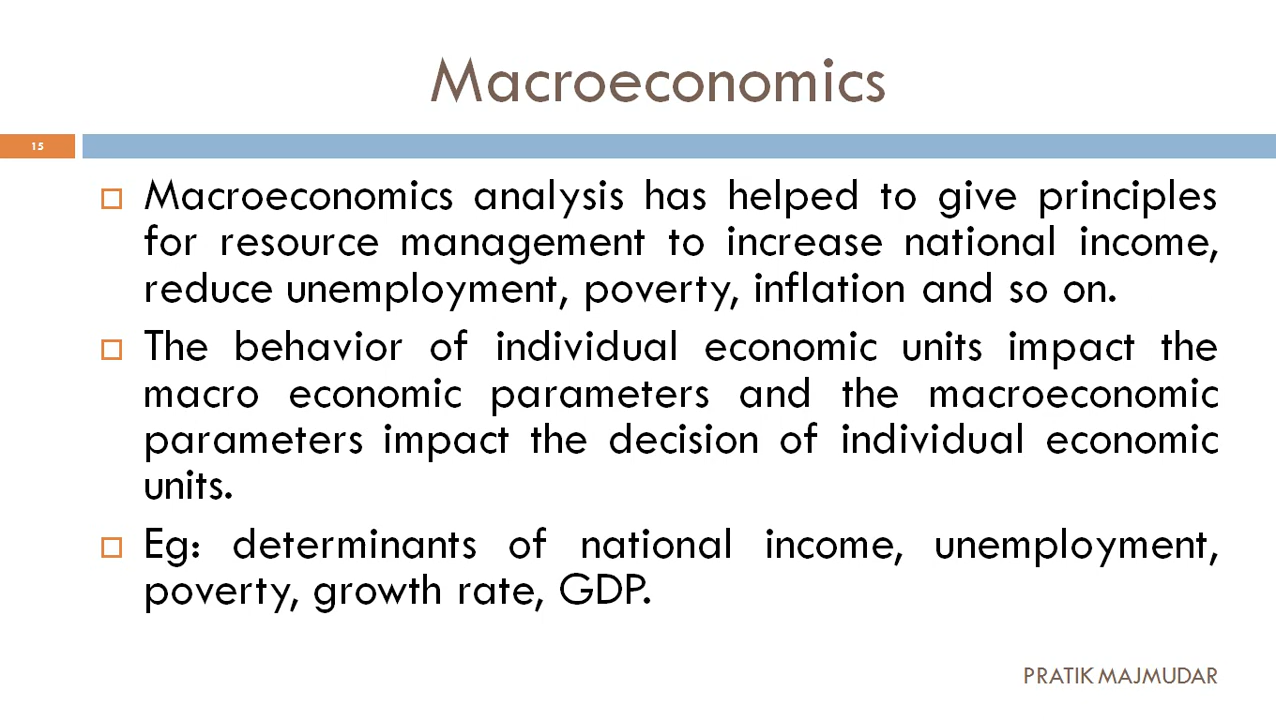 Macroeconomics
15
Macroeconomics analysis has helped to give principles
for resource management to increase national income,
reduce unemployment, poverty, inflation and so on.
The behavior of individual economic units impact the
macro economic parameters and the macroeconomic
parameters impact the decision of individual economic
units.
Eg: determinants of national income, unemployment,
poverty, growth rate, GDP.
PRATIK MAJMUDAR